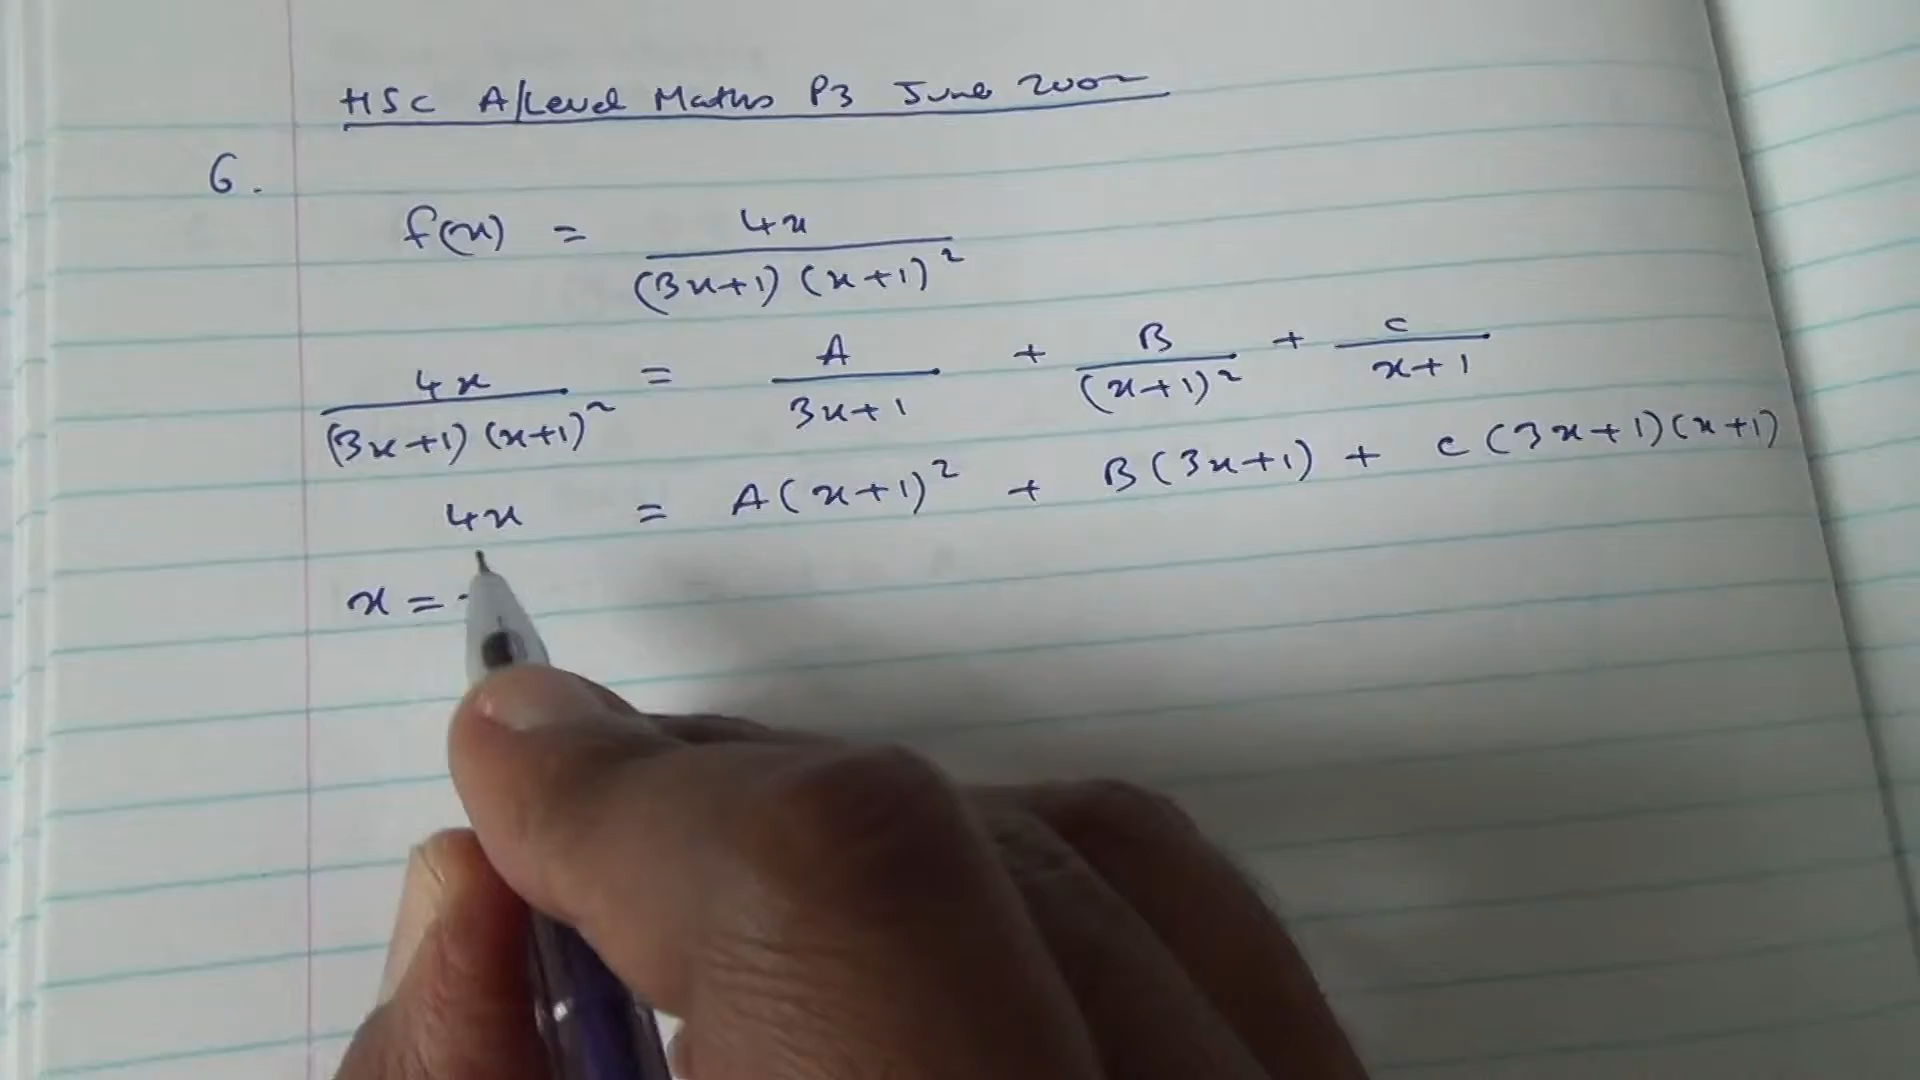 HSC A/Level Maths P3 June 2002
6.
f(x) = 4x / (3x+1)(x+1)²
4x / (3x+1)(x+1)² = A / 3x+1 + B / (x+1)² + C / x+1
4x = A(x+1)² + B(3x+1) + C(3x+1)(x+1)
x = -